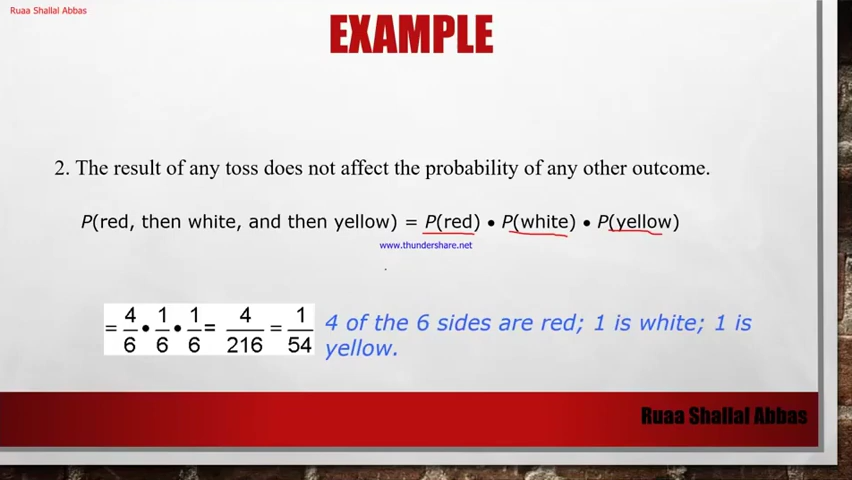 Ruaa Shallal Abbas
EXAMPLE
2. The result of any toss does not affect the probability of any other outcome.
P(red, then white, and then yellow) = P(red) • P(white) • P(yellow)
www.thundershare.net
= 4/6 • 1/6 • 1/6 = 4/216 = 1/54
4 of the 6 sides are red; 1 is white; 1 is
yellow.
Ruaa Shallal Abbas